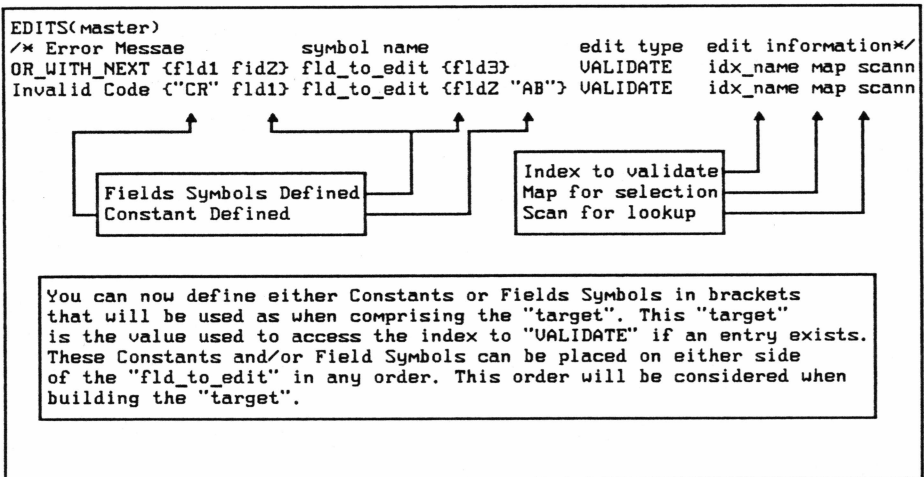 EDITS(master)
/* Error Messae symbol name edit type edit information*/
OR_WITH_NEXT {fld1 fid2} fld_to_edit {fld3} VALIDATE idx_name map scann
Invalid Code {"CR" fld1} fld_to_edit {fld2 "AB"} VALIDATE idx_name map scann
Fields Symbols Defined
Constant Defined
Index to validate
Map for selection
Scan for lookup
You can now define either Constants or Fields Symbols in brackets
that will be used as when comprising the "target". This "target"
is the value used to access the index to "VALIDATE" if an entry exists.
These Constants and/or Field Symbols can be placed on either side
of the "fld_to_edit" in any order. This order will be considered when
building the "target".